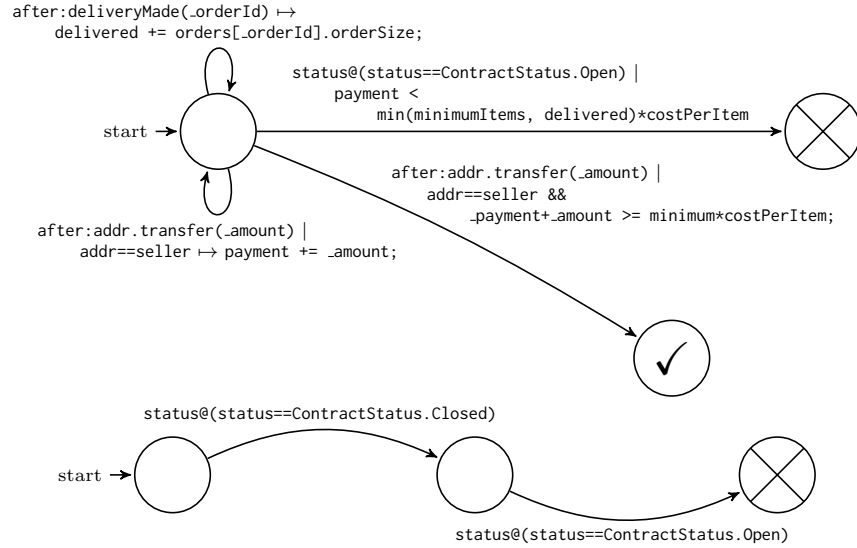 after:deliveryMade(_orderId) ↦
delivered += orders[_orderId].orderSize;
status@(status==ContractStatus.Open) |
payment <
min(minimumItems, delivered)*costPerItem
start
after:addr.transfer(_amount) |
addr==seller &&
_payment+_amount >= minimum*costPerItem;
after:addr.transfer(_amount) |
addr==seller ↦ payment += _amount;
status@(status==ContractStatus.Closed)
start
status@(status==ContractStatus.Open)